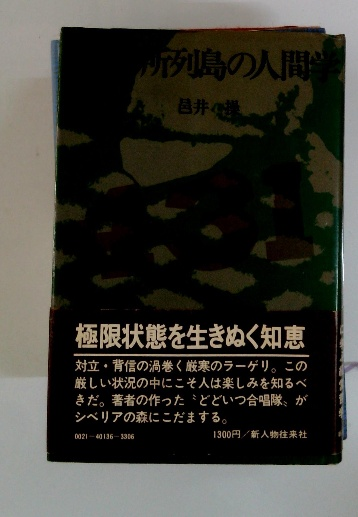 所列島の人間学
邑井 操
極限状態を生きぬく知恵
対立・背信の渦巻く厳寒のラーゲリ。この
厳しい状況の中にこそ人は楽しみを知るべ
きだ。著者の作った〝どどいつ合唱隊〟が
シベリアの森にこだまする。
0021－40136－3306
1300円／新人物往来社